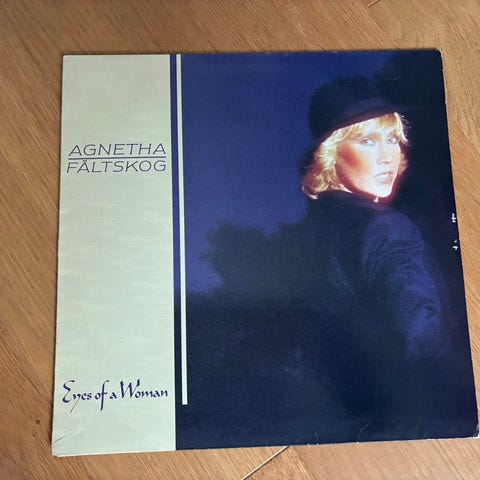 AGNETHA
FÄLTSKOG
Eyes of a Woman